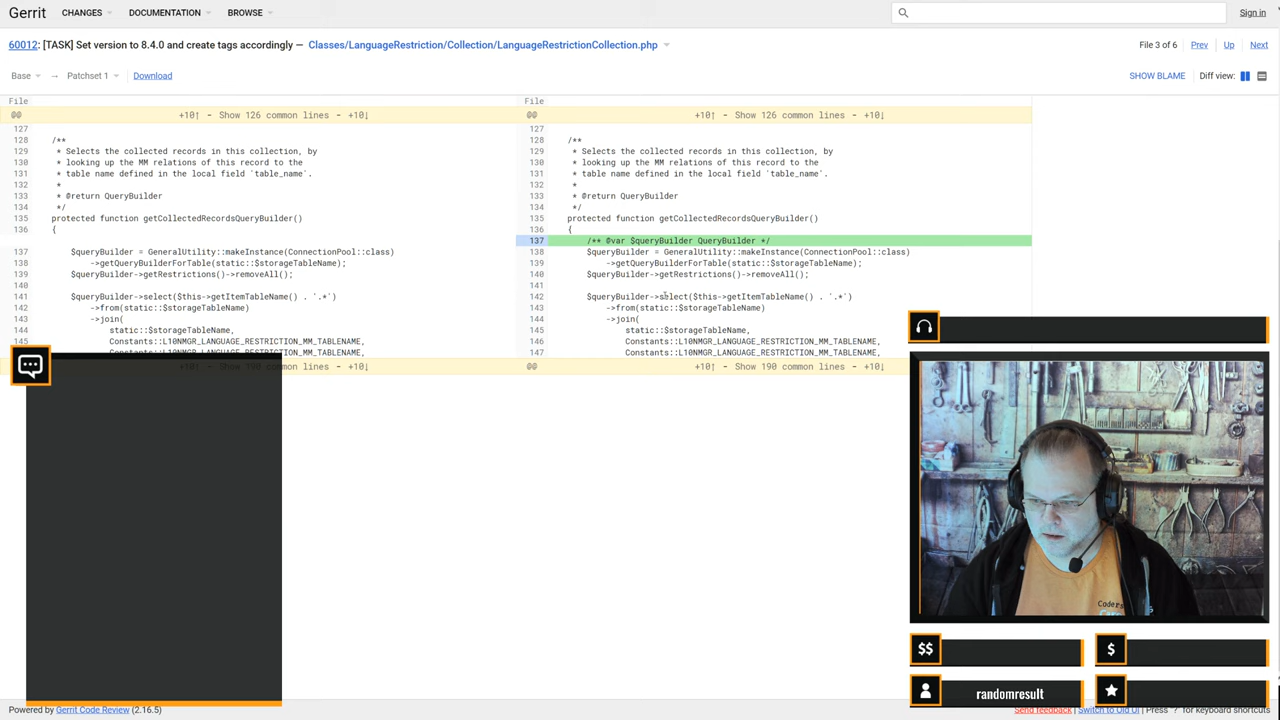 Gerrit CHANGES DOCUMENTATION BROWSE Sign in
60012: [TASK] Set version to 8.4.0 and create tags accordingly — Classes/LanguageRestriction/Collection/LanguageRestrictionCollection.php File 3 of 6 Prev Up Next
Base → Patchset 1 Download SHOW BLAME Diff view:
File File
@@ +10↑ - Show 126 common lines - +10↓ @@ +10↑ - Show 126 common lines - +10↓
127 127
128 /** 128 /**
129 * Selects the collected records in this collection, by 129 * Selects the collected records in this collection, by
130 * looking up the MM relations of this record to the 130 * looking up the MM relations of this record to the
131 * table name defined in the local field `table_name`. 131 * table name defined in the local field `table_name`.
132 * 132 *
133 * @return QueryBuilder 133 * @return QueryBuilder
134 */ 134 */
135 protected function getCollectedRecordsQueryBuilder() 135 protected function getCollectedRecordsQueryBuilder()
136 { 136 {
137 /** @var $queryBuilder QueryBuilder */
137 $queryBuilder = GeneralUtility::makeInstance(ConnectionPool::class) 138 $queryBuilder = GeneralUtility::makeInstance(ConnectionPool::class)
138 ->getQueryBuilderForTable(static::$storageTableName); 139 ->getQueryBuilderForTable(static::$storageTableName);
139 $queryBuilder->getRestrictions()->removeAll(); 140 $queryBuilder->getRestrictions()->removeAll();
140 141
141 $queryBuilder->select($this->getItemTableName() . '.*') 142 $queryBuilder->select($this->getItemTableName() . '.*')
142 ->from(static::$storageTableName) 143 ->from(static::$storageTableName)
143 ->join( 144 ->join(
144 static::$storageTableName, 145 static::$storageTableName,
145 Constants::L10NMGR_LANGUAGE_RESTRICTION_MM_TABLENAME, 146 Constants::L10NMGR_LANGUAGE_RESTRICTION_MM_TABLENAME,
RICTION_MM_TABLENAME, 147 Constants::L10NMGR_LANGUAGE_RESTRICTION_MM_TABLENAME,
+10↑ - Show 190 common lines - +10↓ @@ +10↑ - Show 190 common lines - +10↓
Coders
$$ $
randomresult
Powered by Gerrit Code Review (2.16.5) Send feedback | Switch to Old UI | Press '?' for keyboard shortcuts